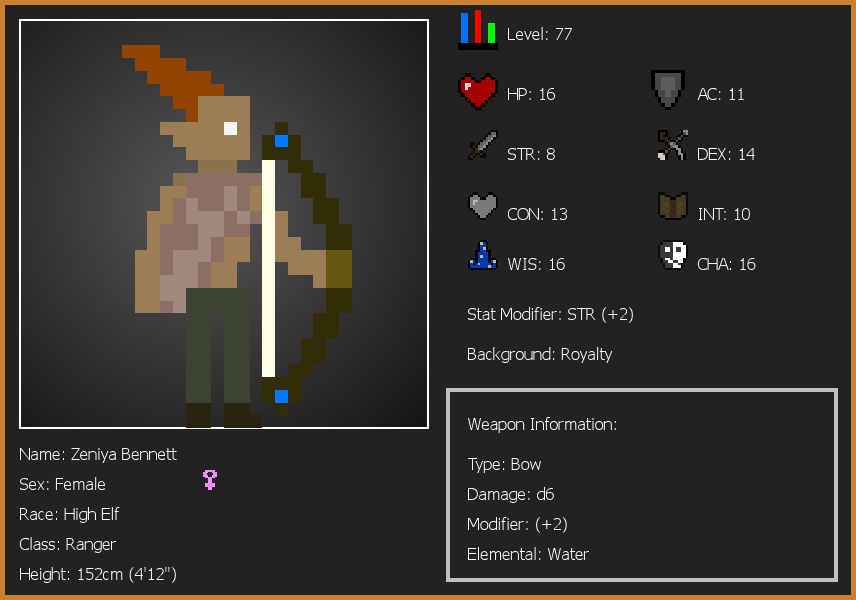 Level: 77
HP: 16
AC: 11
STR: 8
DEX: 14
CON: 13
INT: 10
WIS: 16
CHA: 16
Stat Modifier: STR (+2)
Background: Royalty
Weapon Information:
Type: Bow
Damage: d6
Modifier: (+2)
Elemental: Water
Name: Zeniya Bennett
Sex: Female
Race: High Elf
Class: Ranger
Height: 152cm (4'12")